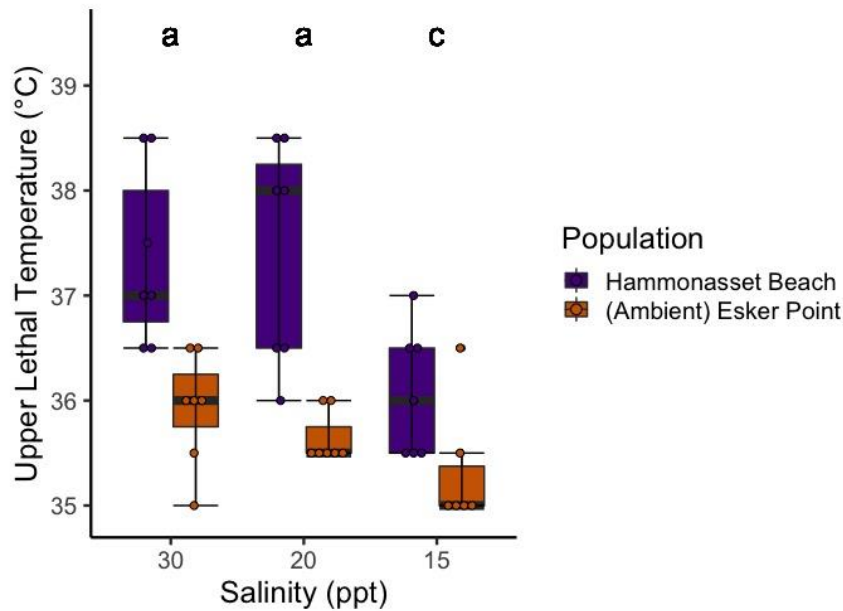 a a c
39
38
37
36
35
Upper Lethal Temperature (°C)
30 20 15
Salinity (ppt)
Population
Hammonasset Beach
(Ambient) Esker Point